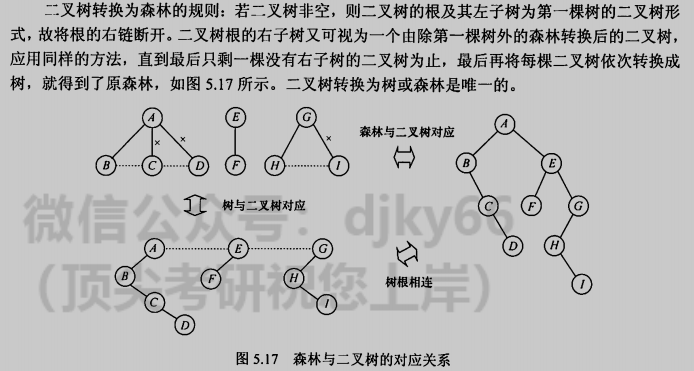 二叉树转换为森林的规则：若二叉树非空，则二叉树的根及其左子树为第一棵树的二叉树形
式，故将根的右链断开。二叉树根的右子树又可视为一个由除第一棵树外的森林转换后的二叉树，
应用同样的方法，直到最后只剩一棵没有右子树的二叉树为止，最后再将每棵二叉树依次转换成
树，就得到了原森林，如图 5.17 所示。二叉树转换为树或森林是唯一的。
A E G
× × ×
B C D F H I
森林与二叉树对应
A
B E
C F G
D H
I
树与二叉树对应
A E G
B F H
C I
D
树根相连
微信公众号：djky66
（顶尖考研祝您上岸）
图 5.17 森林与二叉树的对应关系